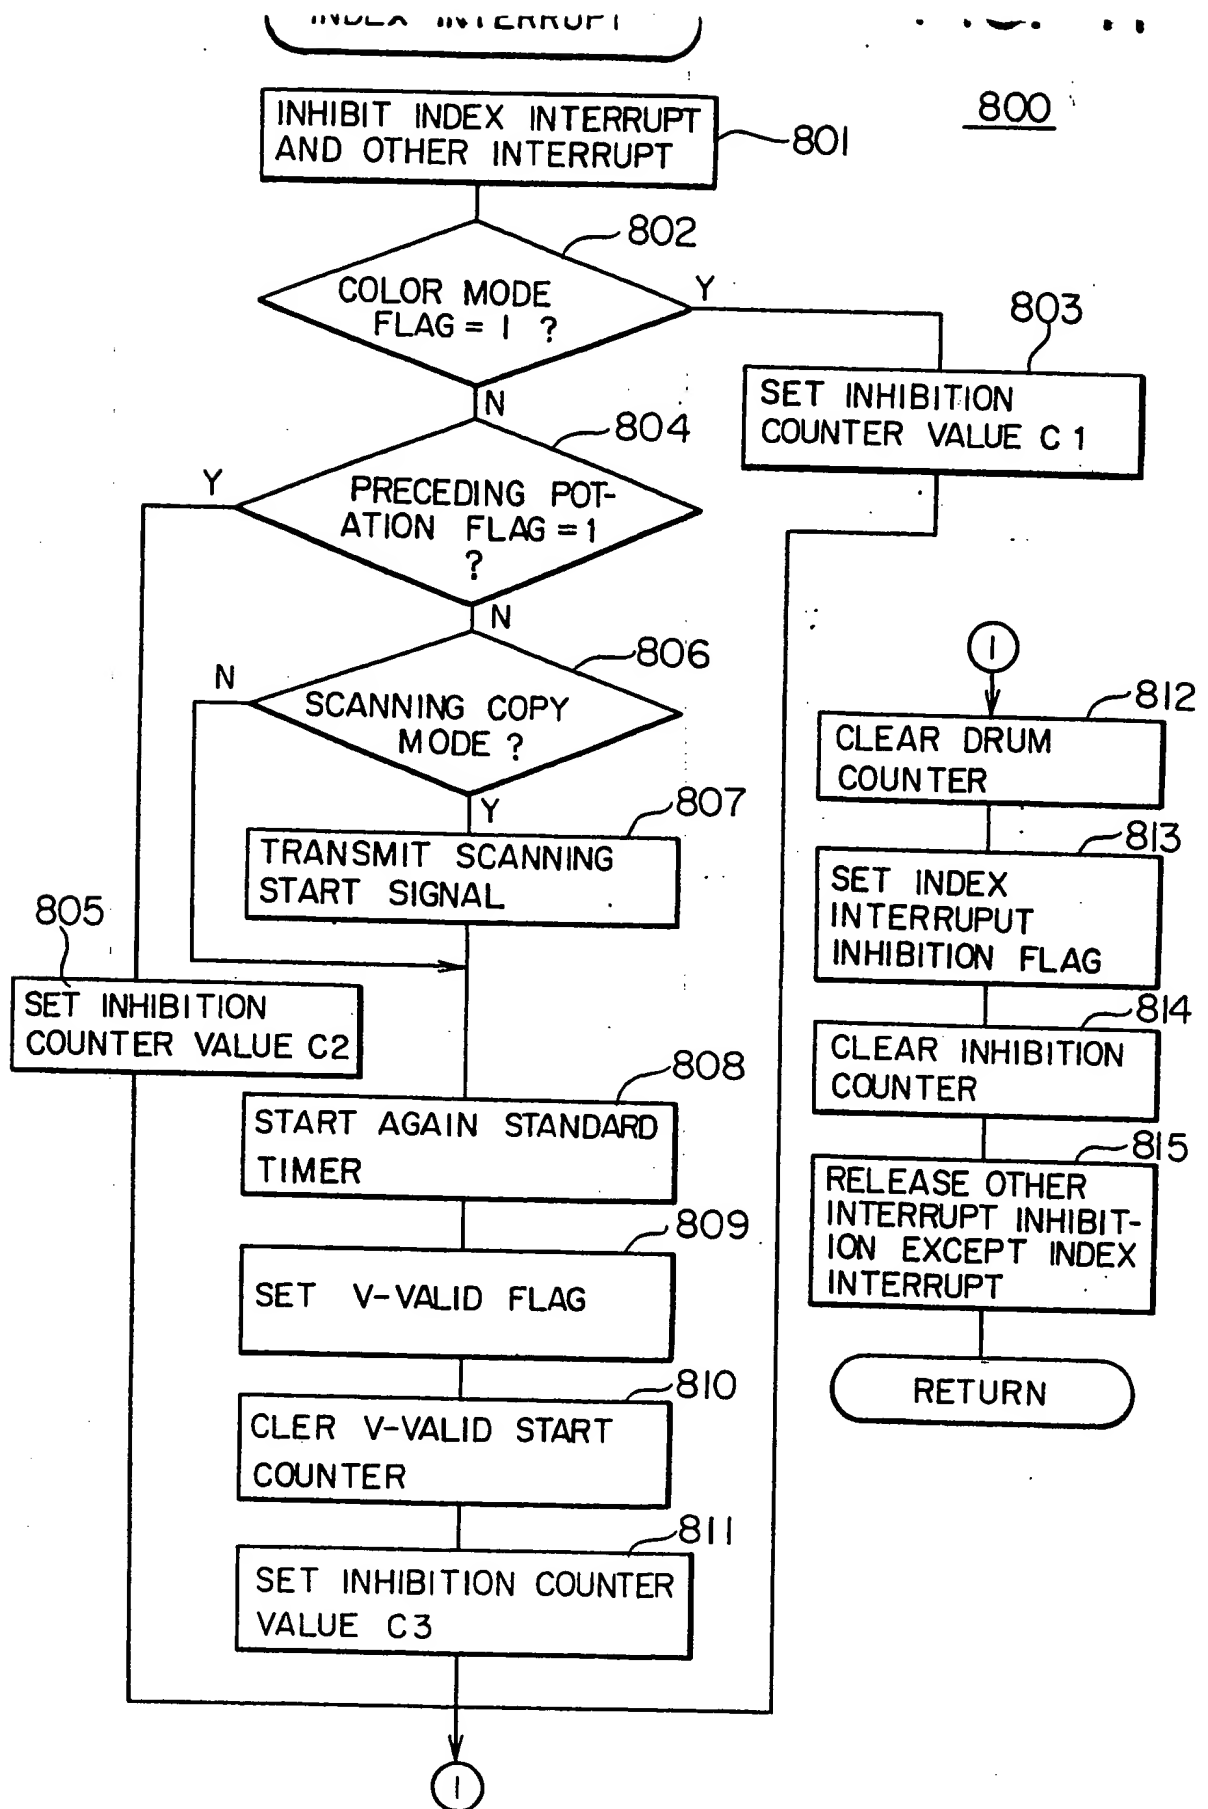 INDEX INTERRUPT
800
INHIBIT INDEX INTERRUPT
AND OTHER INTERRUPT
801
802
COLOR MODE
FLAG = 1 ?
Y
N
803
SET INHIBITION
COUNTER VALUE C1
804
PRECEDING POT-
ATION FLAG = 1
?
Y
N
806
SCANNING COPY
MODE ?
N
Y
807
TRANSMIT SCANNING
START SIGNAL
805
SET INHIBITION
COUNTER VALUE C2
808
START AGAIN STANDARD
TIMER
809
SET V-VALID FLAG
810
CLER V-VALID START
COUNTER
811
SET INHIBITION COUNTER
VALUE C3
1
1
812
CLEAR DRUM
COUNTER
813
SET INDEX
INTERRUPUT
INHIBITION FLAG
814
CLEAR INHIBITION
COUNTER
815
RELEASE OTHER
INTERRUPT INHIBIT-
ION EXCEPT INDEX
INTERRUPT
RETURN